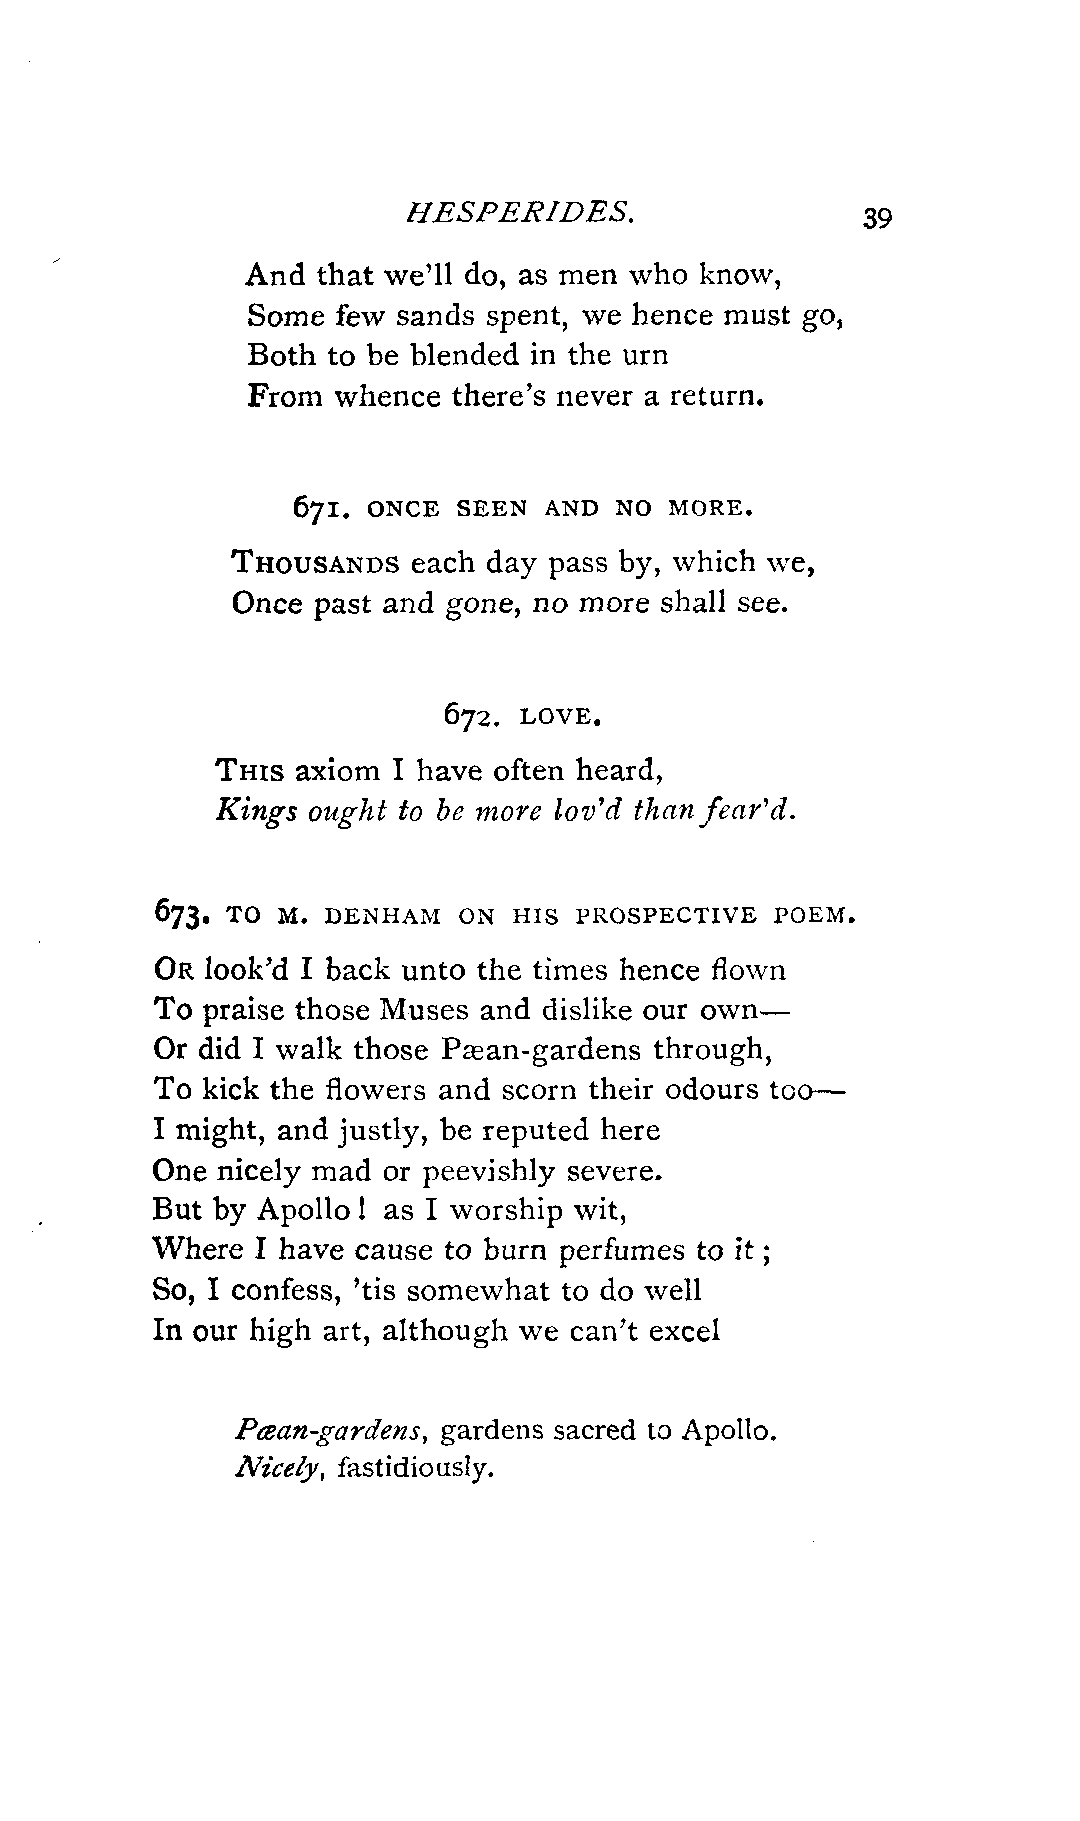 HESPERIDES. 39
And that we'll do, as men who know,
Some few sands spent, we hence must go,
Both to be blended in the urn
From whence there's never a return.
671. ONCE SEEN AND NO MORE.
THOUSANDS each day pass by, which we,
Once past and gone, no more shall see.
672. LOVE.
THIS axiom I have often heard,
Kings ought to be more lov'd than fear'd.
673. TO M. DENHAM ON HIS PROSPECTIVE POEM.
OR look'd I back unto the times hence flown
To praise those Muses and dislike our own—
Or did I walk those Pæan-gardens through,
To kick the flowers and scorn their odours too—
I might, and justly, be reputed here
One nicely mad or peevishly severe.
But by Apollo! as I worship wit,
Where I have cause to burn perfumes to it;
So, I confess, 'tis somewhat to do well
In our high art, although we can't excel
Pæan-gardens, gardens sacred to Apollo.
Nicely, fastidiously.